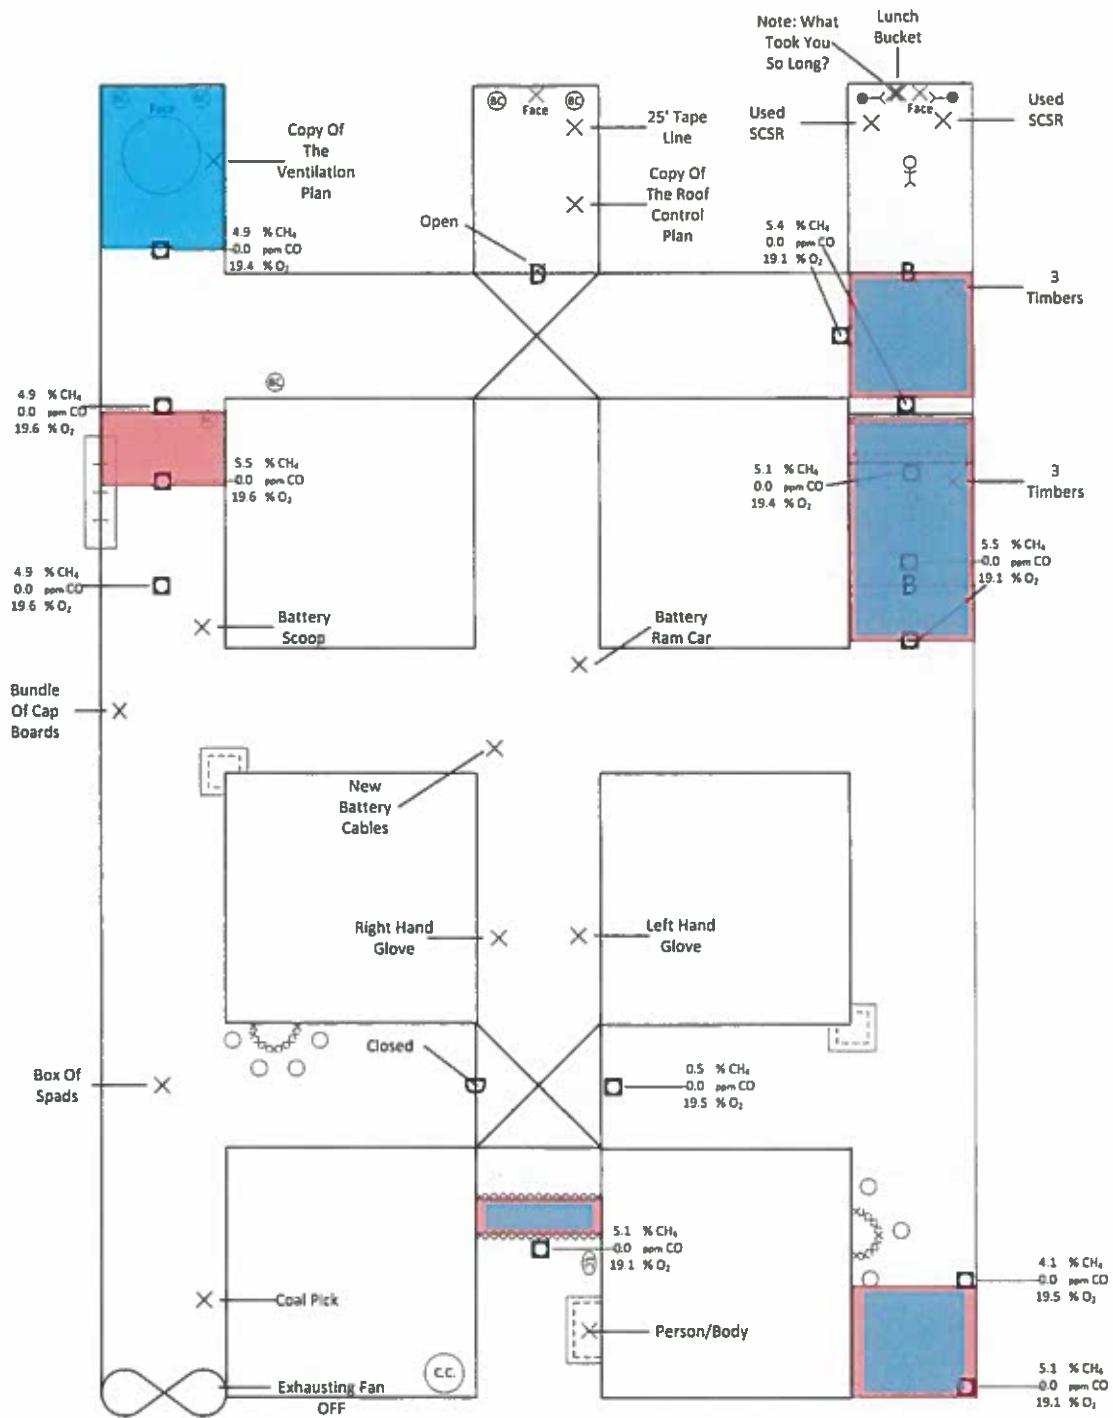 Note: What
Took You
So Long?
Lunch
Bucket
BC
Face
BC
Copy Of
The
Ventilation
Plan
BC
Face
BC
25' Tape
Line
Copy Of
The Roof
Control
Plan
Used
SCSR
Face
Used
SCSR
Open
D
4.9 % CH₄
0.0 ppm CO
19.4 % O₂
5.4 % CH₄
0.0 ppm CO
19.1 % O₂
B
3
Timbers
BC
4.9 % CH₄
0.0 ppm CO
19.6 % O₂
5.5 % CH₄
0.0 ppm CO
19.6 % O₂
5.1 % CH₄
0.0 ppm CO
19.4 % O₂
3
Timbers
5.5 % CH₄
0.0 ppm CO
19.1 % O₂
B
4.9 % CH₄
0.0 ppm CO
19.6 % O₂
Battery
Scoop
Battery
Ram Car
Bundle
Of Cap
Boards
New
Battery
Cables
Right Hand
Glove
Left Hand
Glove
Closed
Box Of
Spads
0.5 % CH₄
0.0 ppm CO
19.5 % O₂
5.1 % CH₄
0.0 ppm CO
19.1 % O₂
4.1 % CH₄
0.0 ppm CO
19.5 % O₂
Coal Pick
Person/Body
C.C.
Exhausting Fan
OFF
5.1 % CH₄
0.0 ppm CO
19.1 % O₂